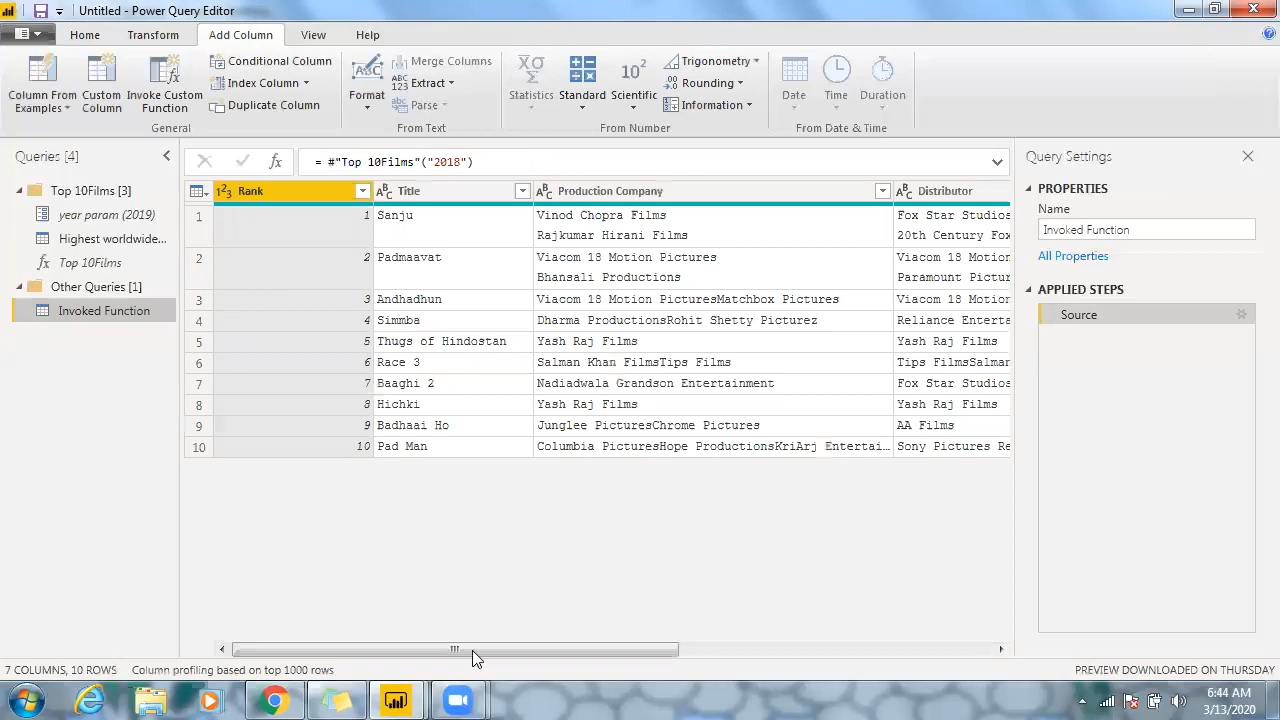 Untitled - Power Query Editor
Home Transform Add Column View Help
Column From Examples
Custom Column
Invoke Custom Function
Conditional Column
Index Column
Duplicate Column
General
Format
Merge Columns
Extract
Parse
From Text
Statistics
Standard
Scientific
Trigonometry
Rounding
Information
From Number
Date
Time
Duration
From Date & Time
Queries [4]
Top 10Films [3]
year param (2019)
Highest worldwide...
Top 10Films
Other Queries [1]
Invoked Function
= #"Top 10Films"("2018")
Rank Title Production Company Distributor
1 1 Sanju Vinod Chopra Films Fox Star Studios
Rajkumar Hirani Films 20th Century Fox
2 2 Padmaavat Viacom 18 Motion Pictures Viacom 18 Motion
Bhansali Productions Paramount Pictur
3 3 Andhadhun Viacom 18 Motion PicturesMatchbox Pictures Viacom 18 Motion
4 4 Simmba Dharma ProductionsRohit Shetty Picturez Reliance Enterta
5 5 Thugs of Hindostan Yash Raj Films Yash Raj Films
6 6 Race 3 Salman Khan FilmsTips Films Tips FilmsSalman
7 7 Baaghi 2 Nadiadwala Grandson Entertainment Fox Star Studios
8 8 Hichki Yash Raj Films Yash Raj Films
9 9 Badhaai Ho Junglee PicturesChrome Pictures AA Films
10 10 Pad Man Columbia PicturesHope ProductionsKriArj Entertai... Sony Pictures Re
Query Settings
PROPERTIES
Name
Invoked Function
All Properties
APPLIED STEPS
Source
7 COLUMNS, 10 ROWS Column profiling based on top 1000 rows
PREVIEW DOWNLOADED ON THURSDAY
6:44 AM
3/13/2020